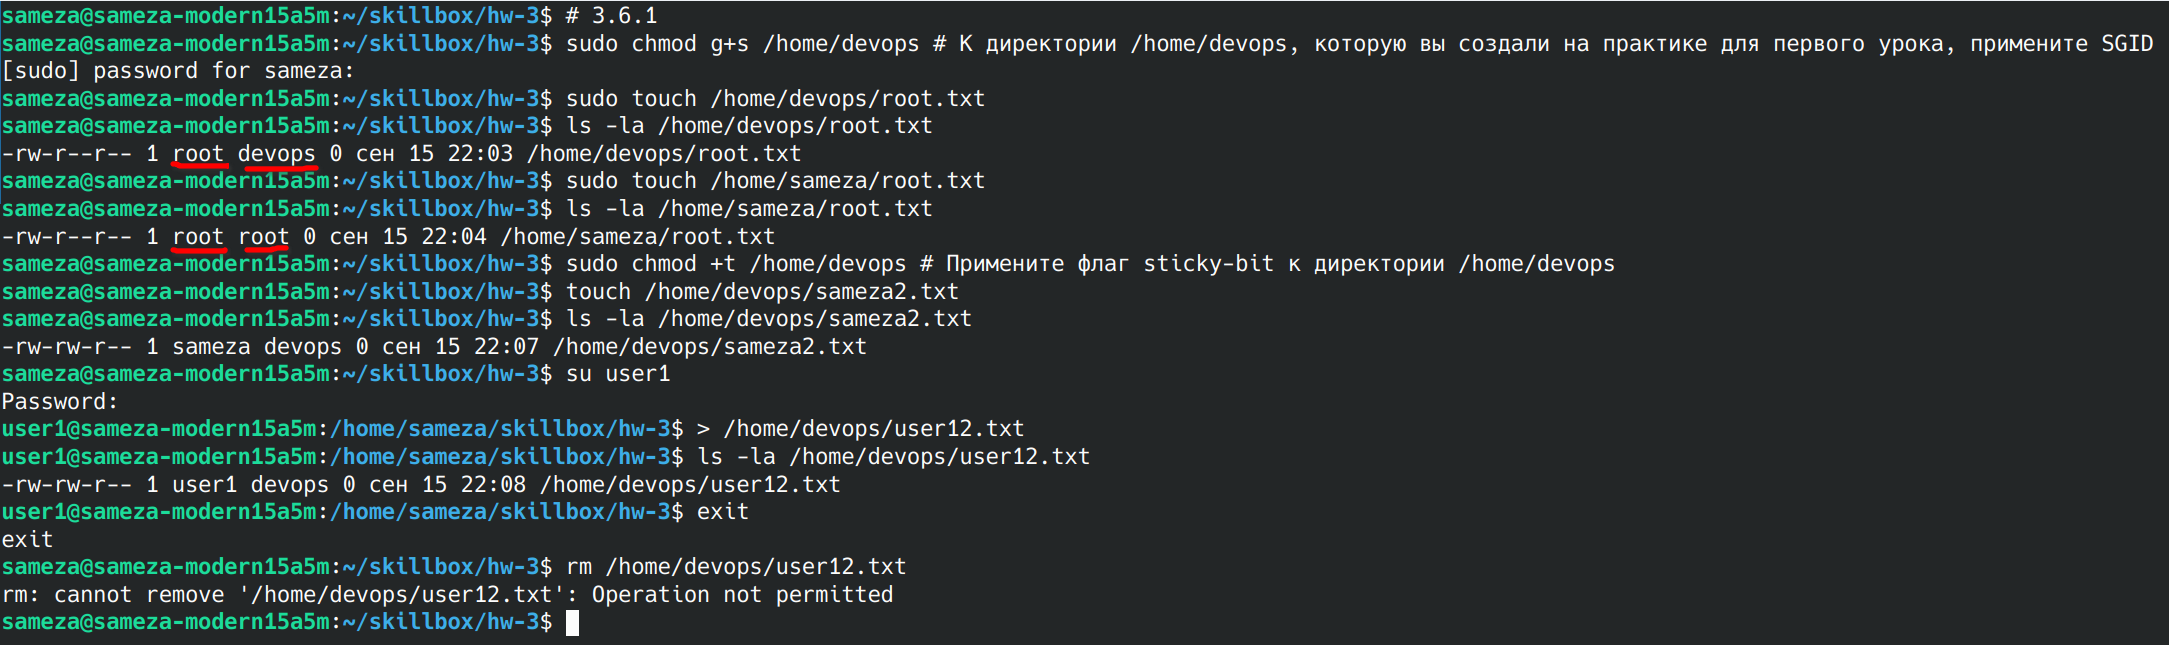 sameza@sameza-modern15a5m:~/skillbox/hw-3$ # 3.6.1
sameza@sameza-modern15a5m:~/skillbox/hw-3$ sudo chmod g+s /home/devops # К директории /home/devops, которую вы создали на практике для первого урока, примените SGID
[sudo] password for sameza:
sameza@sameza-modern15a5m:~/skillbox/hw-3$ sudo touch /home/devops/root.txt
sameza@sameza-modern15a5m:~/skillbox/hw-3$ ls -la /home/devops/root.txt
-rw-r--r-- 1 root devops 0 сен 15 22:03 /home/devops/root.txt
sameza@sameza-modern15a5m:~/skillbox/hw-3$ sudo touch /home/sameza/root.txt
sameza@sameza-modern15a5m:~/skillbox/hw-3$ ls -la /home/sameza/root.txt
-rw-r--r-- 1 root root 0 сен 15 22:04 /home/sameza/root.txt
sameza@sameza-modern15a5m:~/skillbox/hw-3$ sudo chmod +t /home/devops # Примените флаг sticky-bit к директории /home/devops
sameza@sameza-modern15a5m:~/skillbox/hw-3$ touch /home/devops/sameza2.txt
sameza@sameza-modern15a5m:~/skillbox/hw-3$ ls -la /home/devops/sameza2.txt
-rw-rw-r-- 1 sameza devops 0 сен 15 22:07 /home/devops/sameza2.txt
sameza@sameza-modern15a5m:~/skillbox/hw-3$ su user1
Password:
user1@sameza-modern15a5m:/home/sameza/skillbox/hw-3$ > /home/devops/user12.txt
user1@sameza-modern15a5m:/home/sameza/skillbox/hw-3$ ls -la /home/devops/user12.txt
-rw-rw-r-- 1 user1 devops 0 сен 15 22:08 /home/devops/user12.txt
user1@sameza-modern15a5m:/home/sameza/skillbox/hw-3$ exit
exit
sameza@sameza-modern15a5m:~/skillbox/hw-3$ rm /home/devops/user12.txt
rm: cannot remove '/home/devops/user12.txt': Operation not permitted
sameza@sameza-modern15a5m:~/skillbox/hw-3$